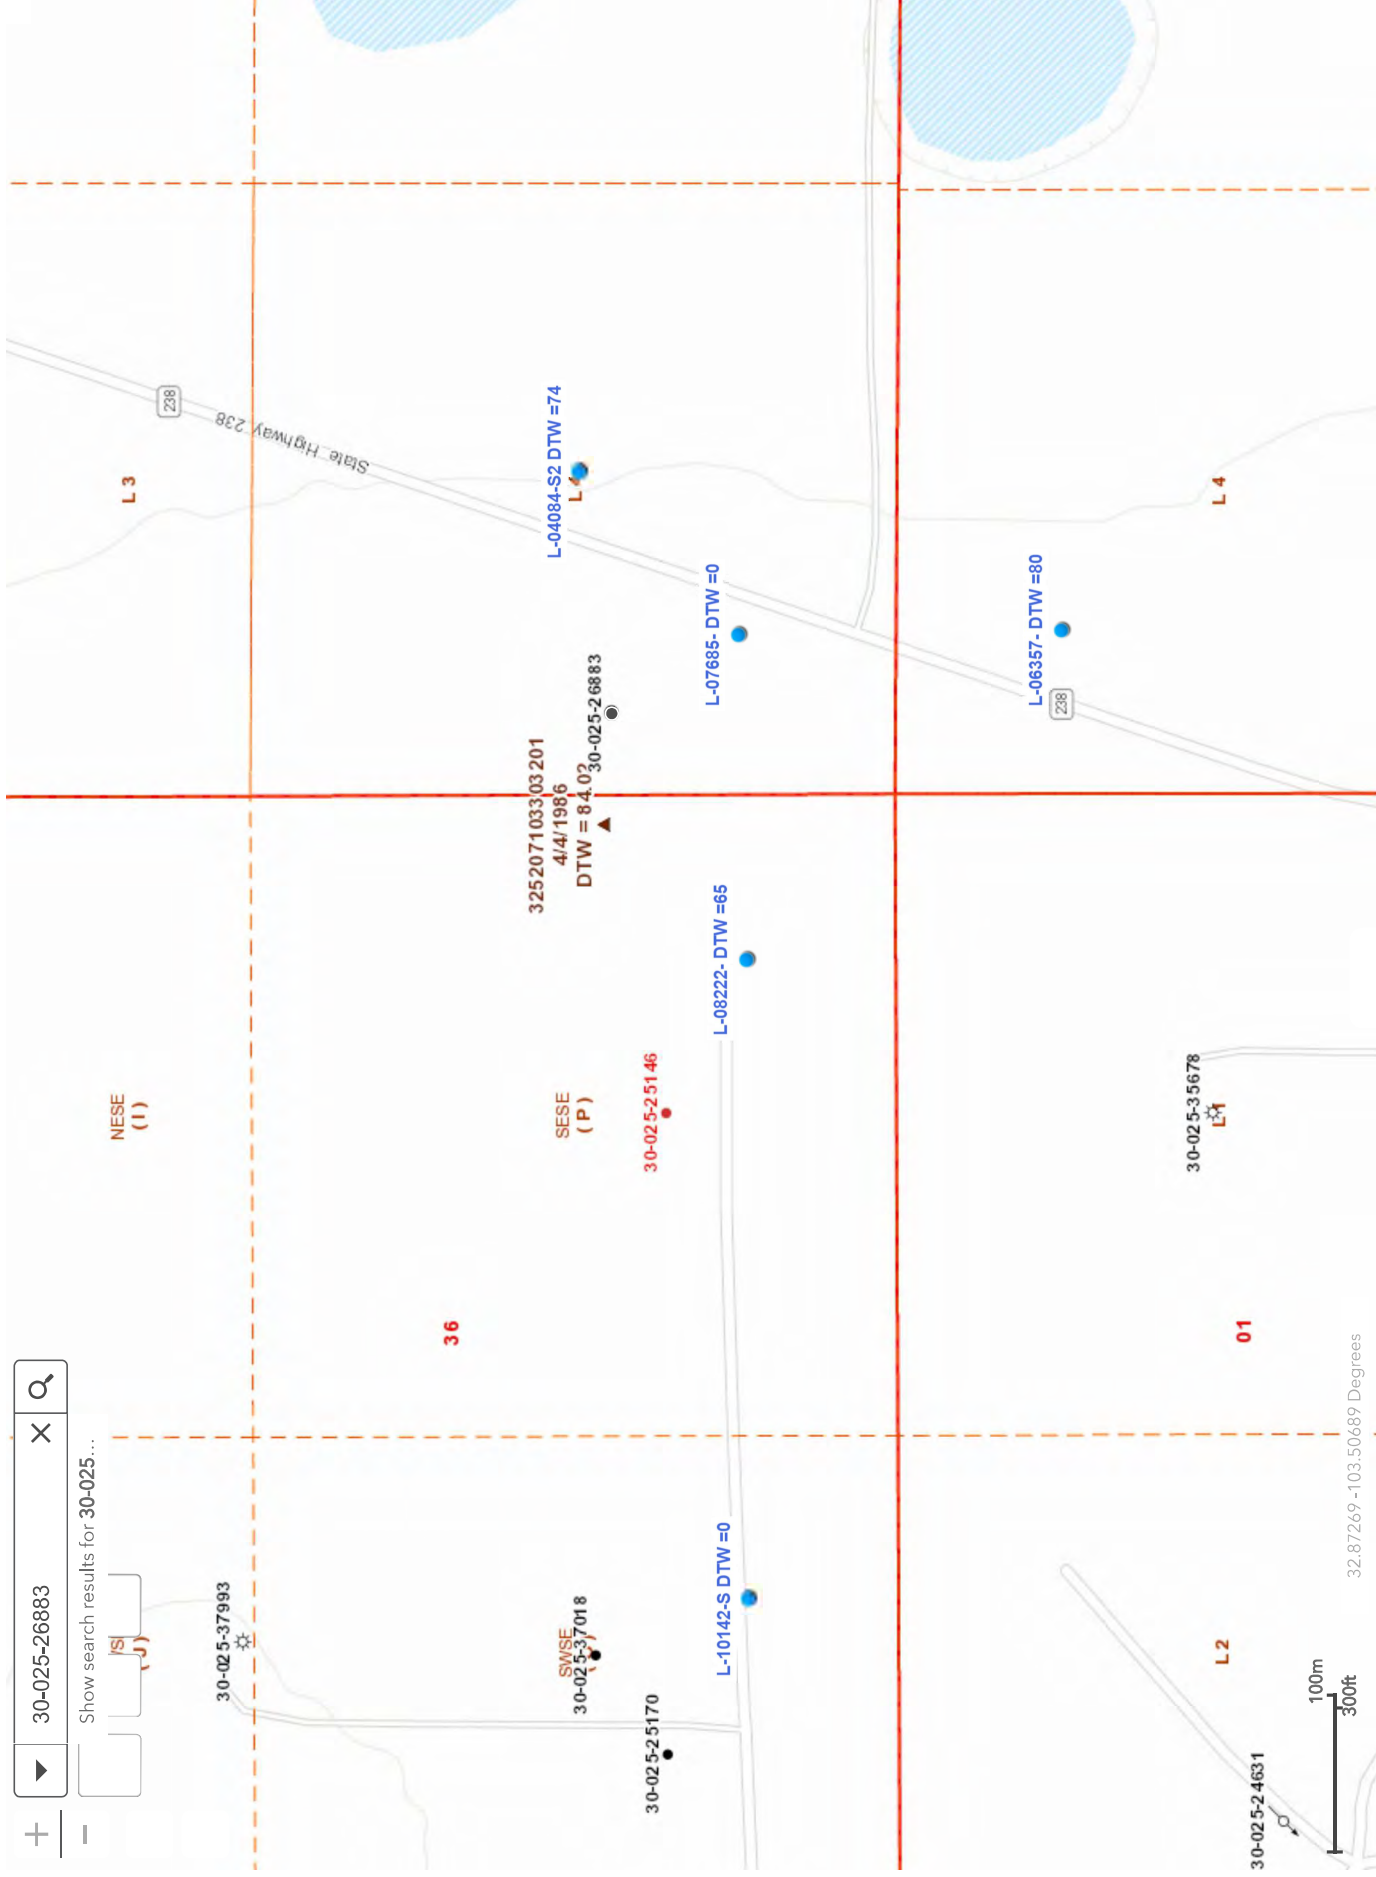 30-025-26883
Show search results for 30-025...
L 3
238
State Highway 238
L-04084-S2 DTW =74
L-07685- DTW =0
30-025-26883
325207103303201
4/4/1986
DTW = 84.02
L-06357- DTW =80
238
L 4
L-08222- DTW =65
NESE
( I )
SESE
( P )
30-025-25146
30-025-35678
L 1
36
01
30-025-37993
( J )
SWSE
30-025-37018
30-025-25170
L-10142-S DTW =0
L 2
30-025-24631
100m
300ft
32.87269 -103.50689 Degrees